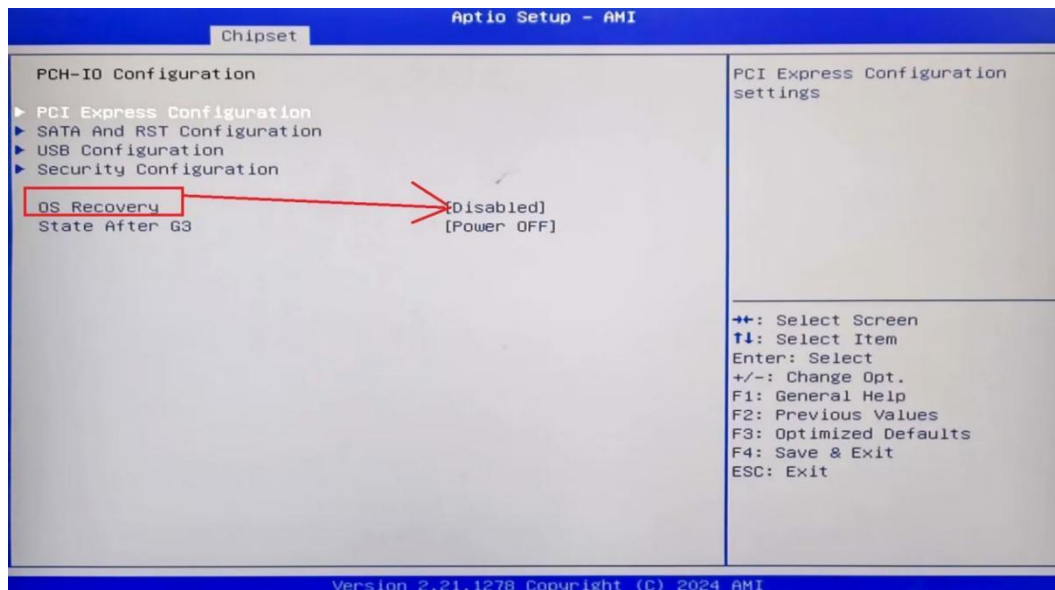 Aptio Setup - AMI
Chipset
PCH-IO Configuration
PCI Express Configuration
SATA And RST Configuration
USB Configuration
Security Configuration
OS Recovery [Disabled]
State After G3 [Power OFF]
PCI Express Configuration
settings
→←: Select Screen
↑↓: Select Item
Enter: Select
+/-: Change Opt.
F1: General Help
F2: Previous Values
F3: Optimized Defaults
F4: Save & Exit
ESC: Exit
Version 2.21.1278 Copyright (C) 2024 AMI